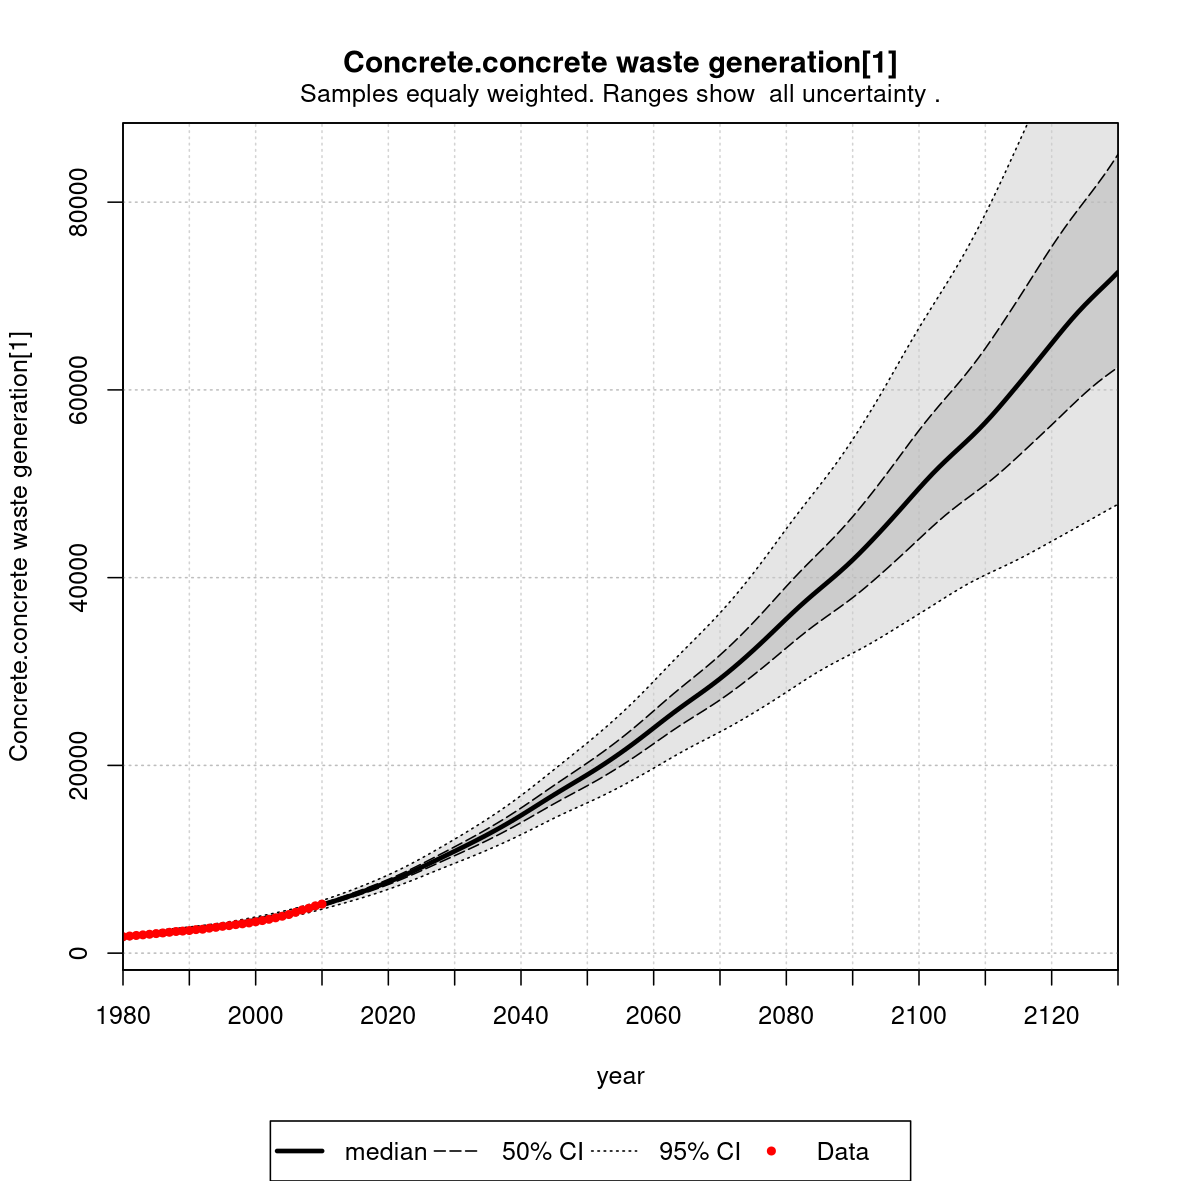 Concrete.concrete waste generation[1]
Samples equaly weighted. Ranges show  all uncertainty .
Concrete.concrete waste generation[1]
80000
60000
40000
20000
0
1980 2000 2020 2040 2060 2080 2100 2120
year
median 50% CI 95% CI Data